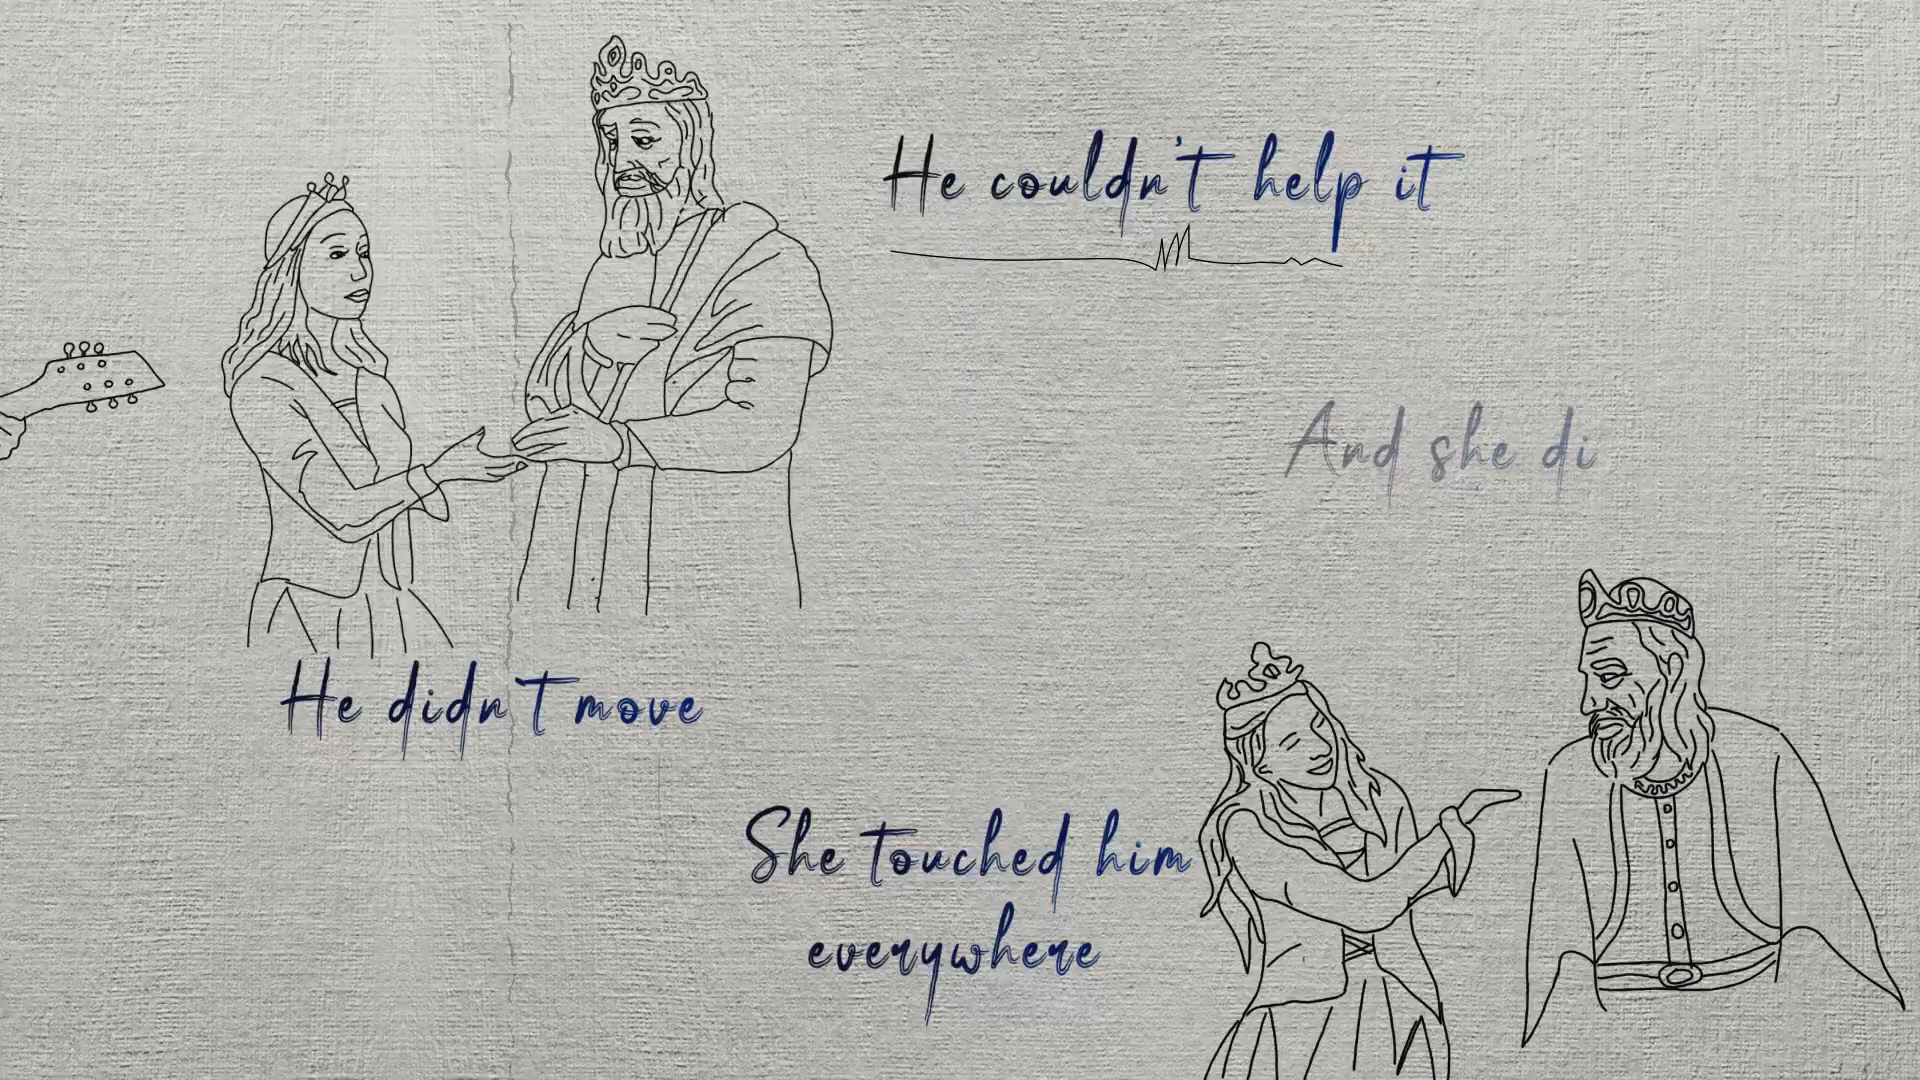 He couldn't help it
And she di
He didn't move
She touched him
everywhere